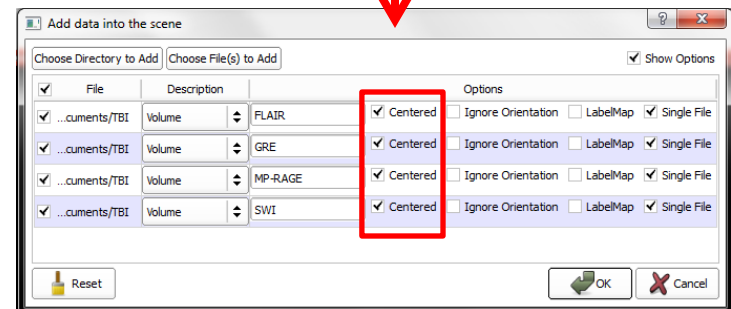 Add data into the scene
Choose Directory to Add Choose File(s) to Add Show Options
File Description Options
...cuments/TBI Volume FLAIR Centered Ignore Orientation LabelMap Single File
...cuments/TBI Volume GRE Centered Ignore Orientation LabelMap Single File
...cuments/TBI Volume MP-RAGE Centered Ignore Orientation LabelMap Single File
...cuments/TBI Volume SWI Centered Ignore Orientation LabelMap Single File
Reset OK Cancel